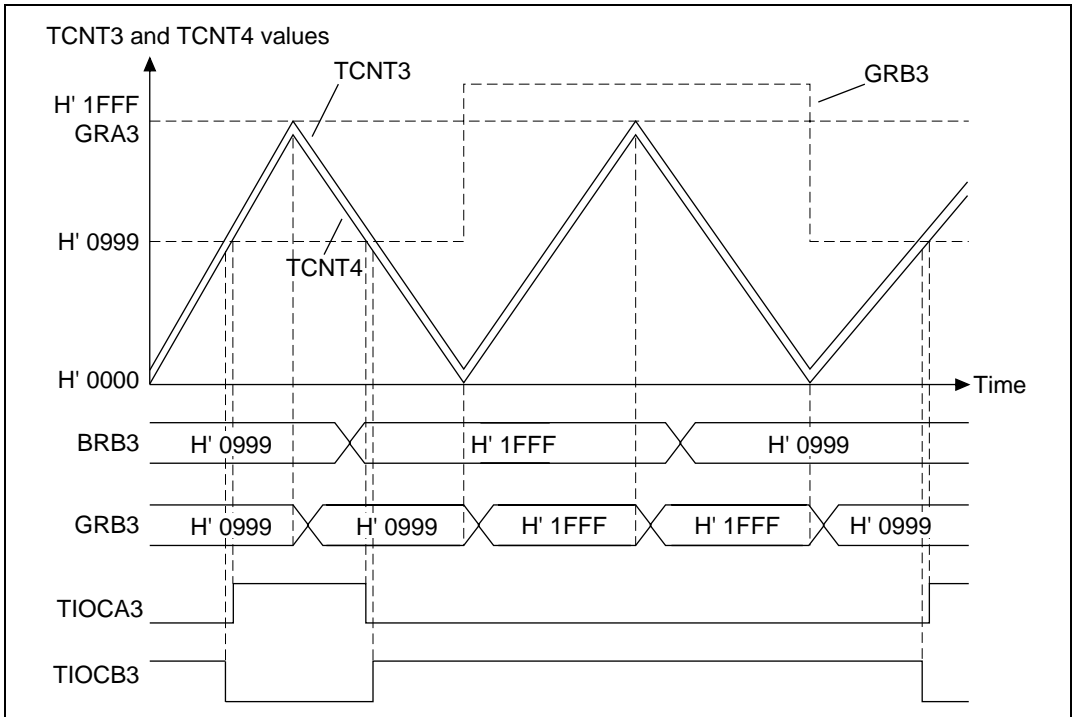 TCNT3 and TCNT4 values
TCNT3
GRB3
H' 1FFF
GRA3
H' 0999
TCNT4
H' 0000
Time
BRB3
H' 0999
H' 1FFF
H' 0999
GRB3
H' 0999
H' 0999
H' 1FFF
H' 1FFF
H' 0999
TIOCA3
TIOCB3